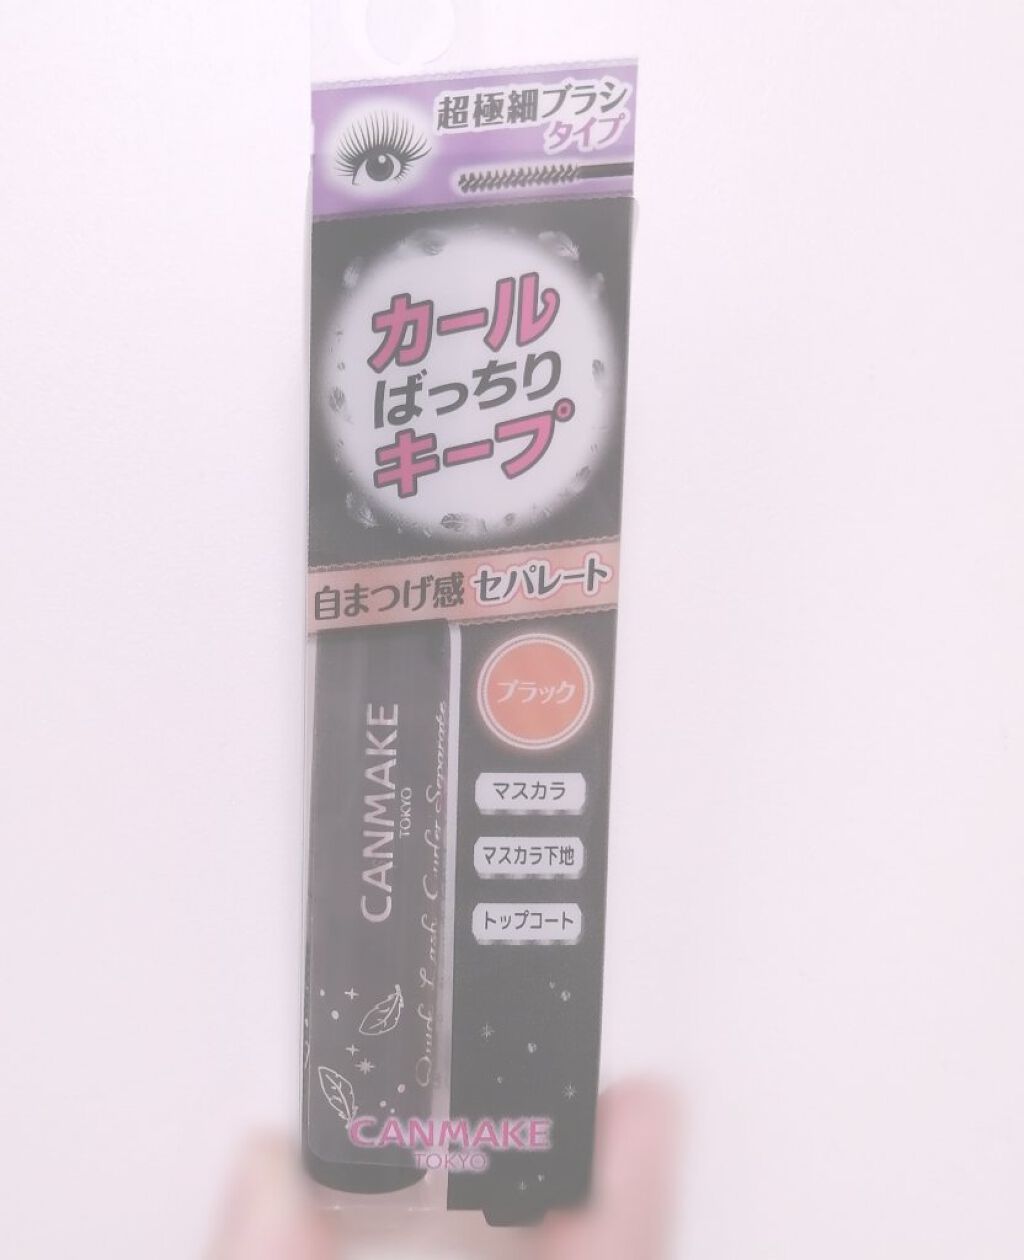 超極細ブラシ
タイプ
カール
ばっちり
キープ
自まつげ感 セパレート
ブラック
マスカラ
マスカラ下地
トップコート
CANMAKE
TOKYO
Quick Lash Curler Separate
CANMAKE
TOKYO